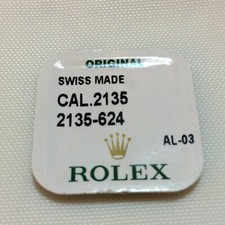 ORIGINAL
SWISS MADE
CAL.2135
2135-624
AL-03
ROLEX